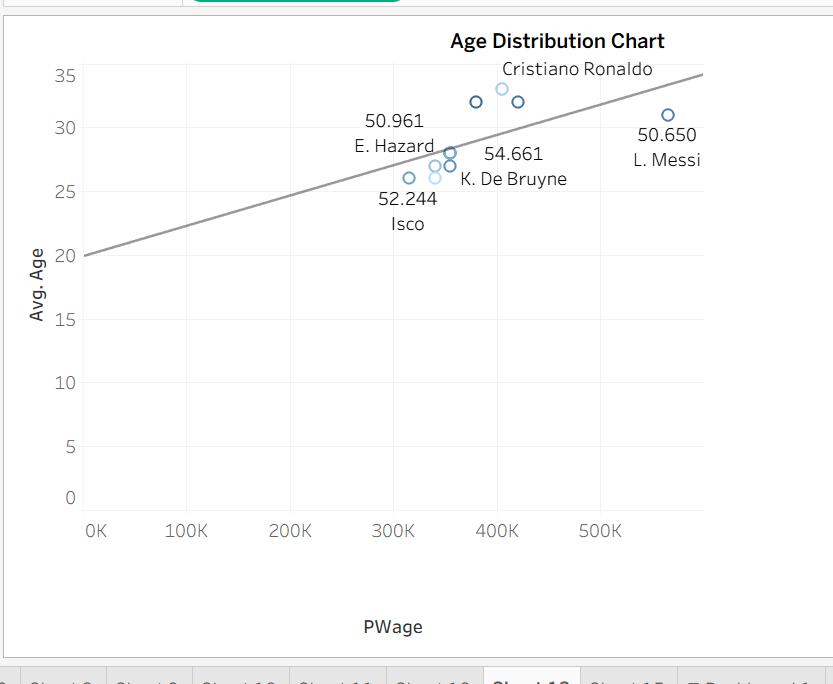 Age Distribution Chart
Cristiano Ronaldo
35
50.961
E. Hazard
30
54.661
K. De Bruyne
50.650
L. Messi
25
52.244
Isco
20
Avg. Age
15
10
5
0
0K 100K 200K 300K 400K 500K
PWage